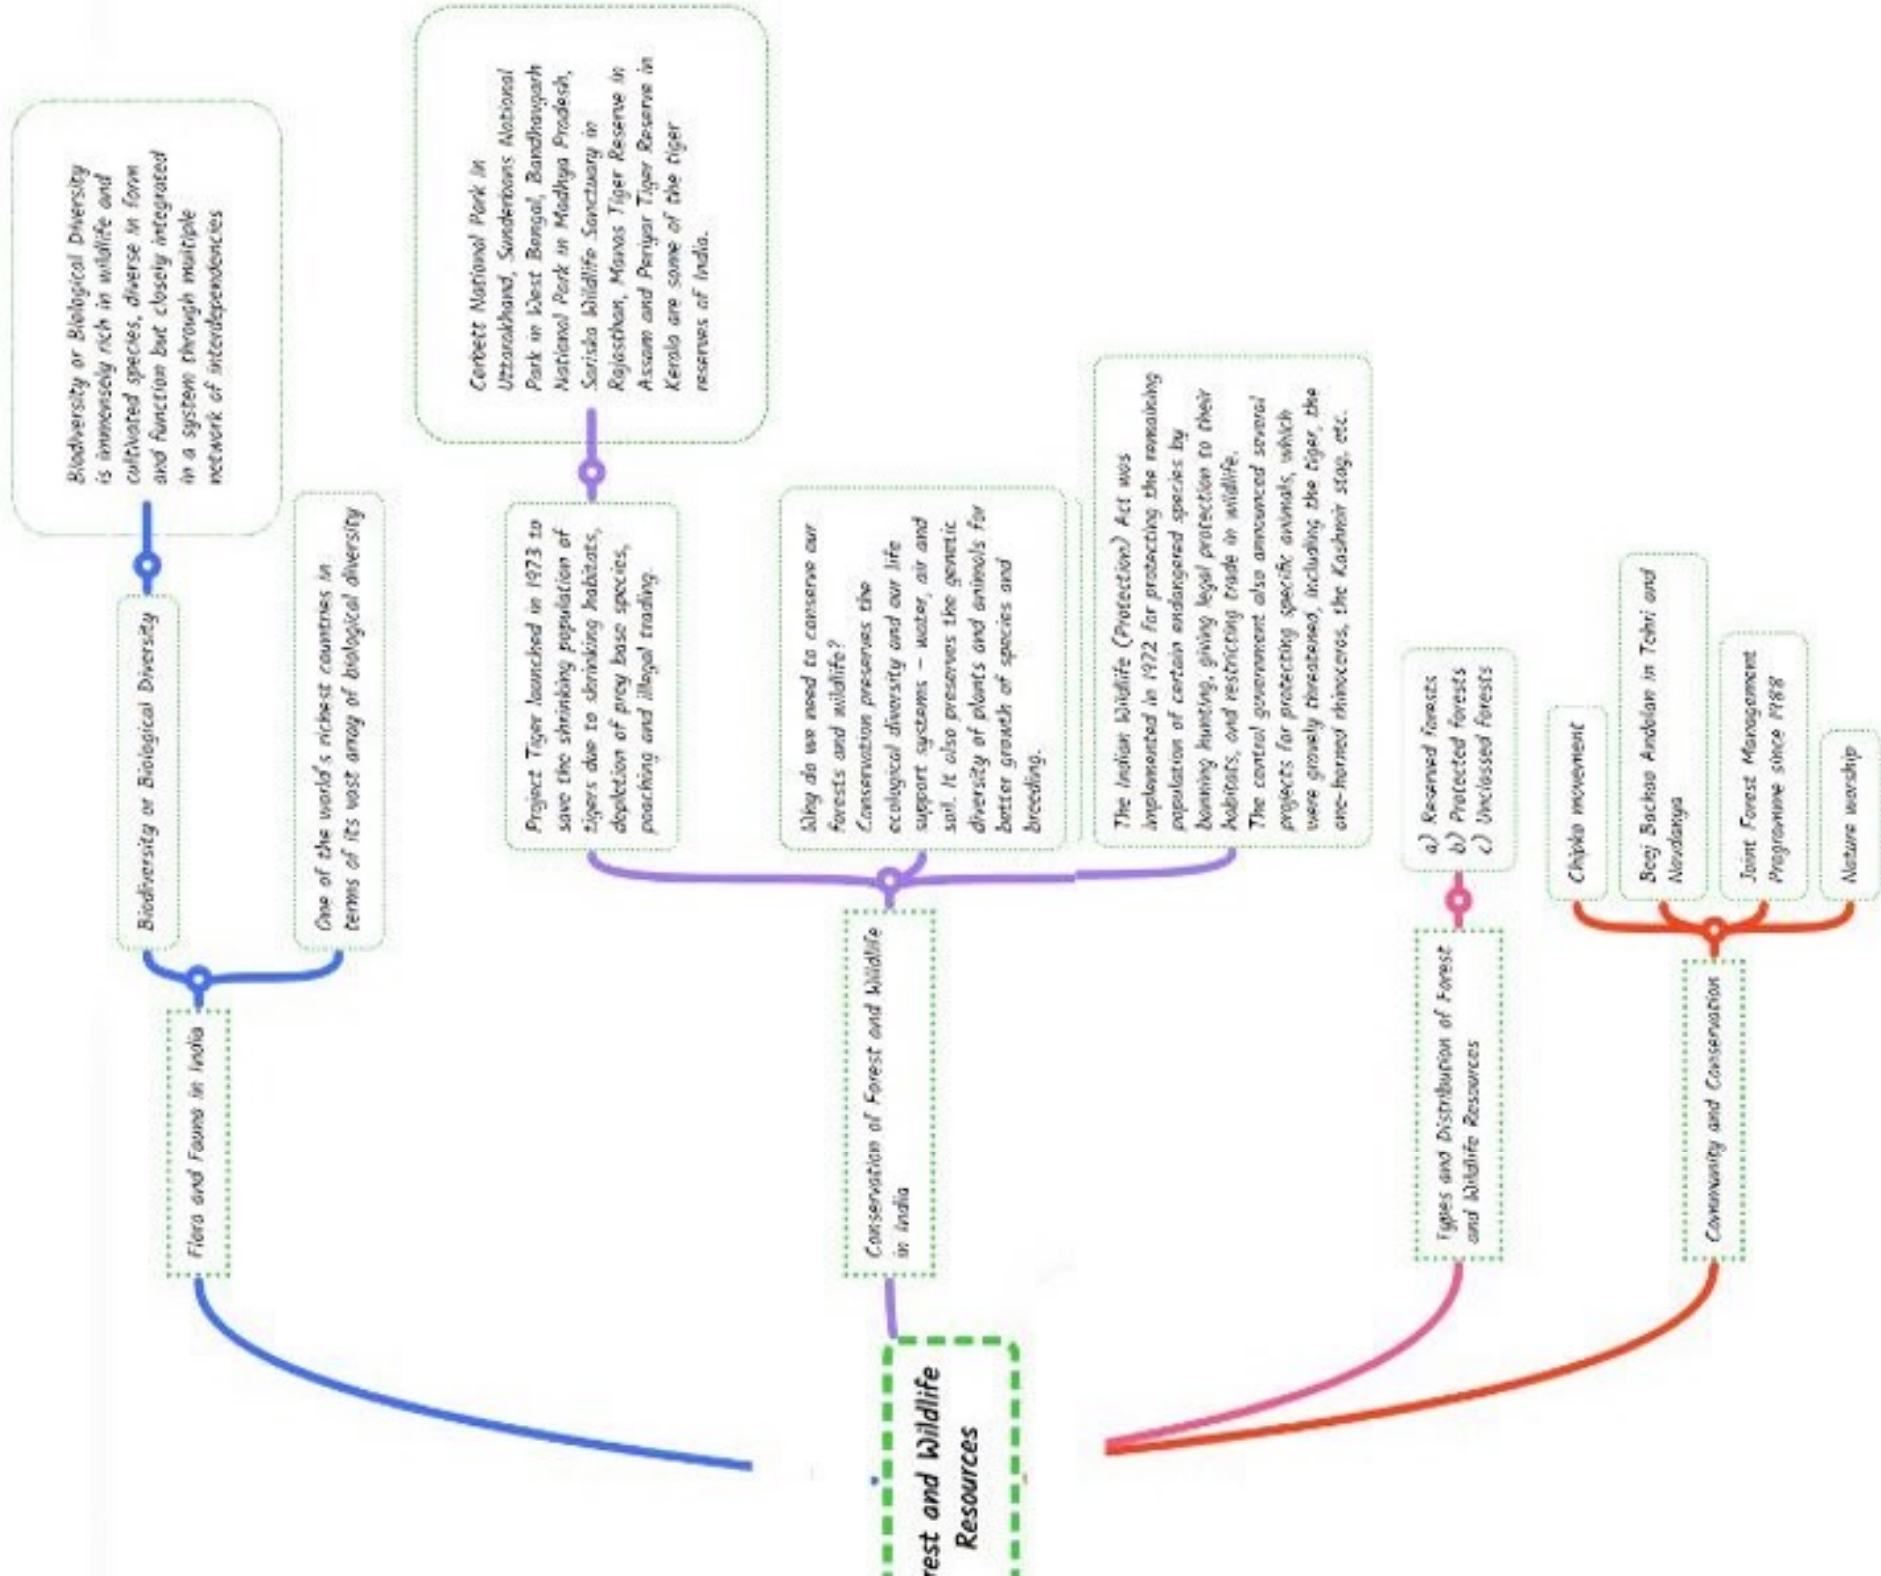 rest and Wildlife
Resources
Flora and Fauna in India
Biodiversity or Biological Diversity
Biodiversity or Biological Diversity
is immensely rich in wildlife and
cultivated species, diverse in form
and function but closely integrated
in a system through multiple
network of interdependencies
One of the world's richest countries in
terms of its vast array of biological diversity
Conservation of Forest and Wildlife
in India
Project Tiger launched in 1973 to
save the shrinking population of
tigers due to shrinking habitats,
depletion of prey base species,
poaching and illegal trading.
Corbett National Park in
Uttarakhand, Sunderbans National
Park in West Bengal, Bandhavgarh
National Park in Madhya Pradesh,
Sariska Wildlife Sanctuary in
Rajasthan, Manas Tiger Reserve in
Assam and Periyar Tiger Reserve in
Kerala are some of the tiger
reserves of India.
Why do we need to conserve our
forests and wildlife?
Conservation preserves the
ecological diversity and our life
support systems – water, air and
soil. It also preserves the genetic
diversity of plants and animals for
better growth of species and
breeding.
The Indian Wildlife (Protection) Act was
implemented in 1972 for protecting the remaining
population of certain endangered species by
banning hunting, giving legal protection to their
habitats, and restricting trade in wildlife.
The central government also announced several
projects for protecting specific animals, which
were gravely threatened, including the tiger, the
one-horned rhinoceros, the Kashmir stag, etc.
Types and Distribution of Forest
and Wildlife Resources
a) Reserved forests
b) Protected forests
c) Unclassed forests
Community and Conservation
Chipko movement
Beej Bachao Andolan in Tehri and
Navdanya
Joint Forest Management
Programme since 1988
Nature worship